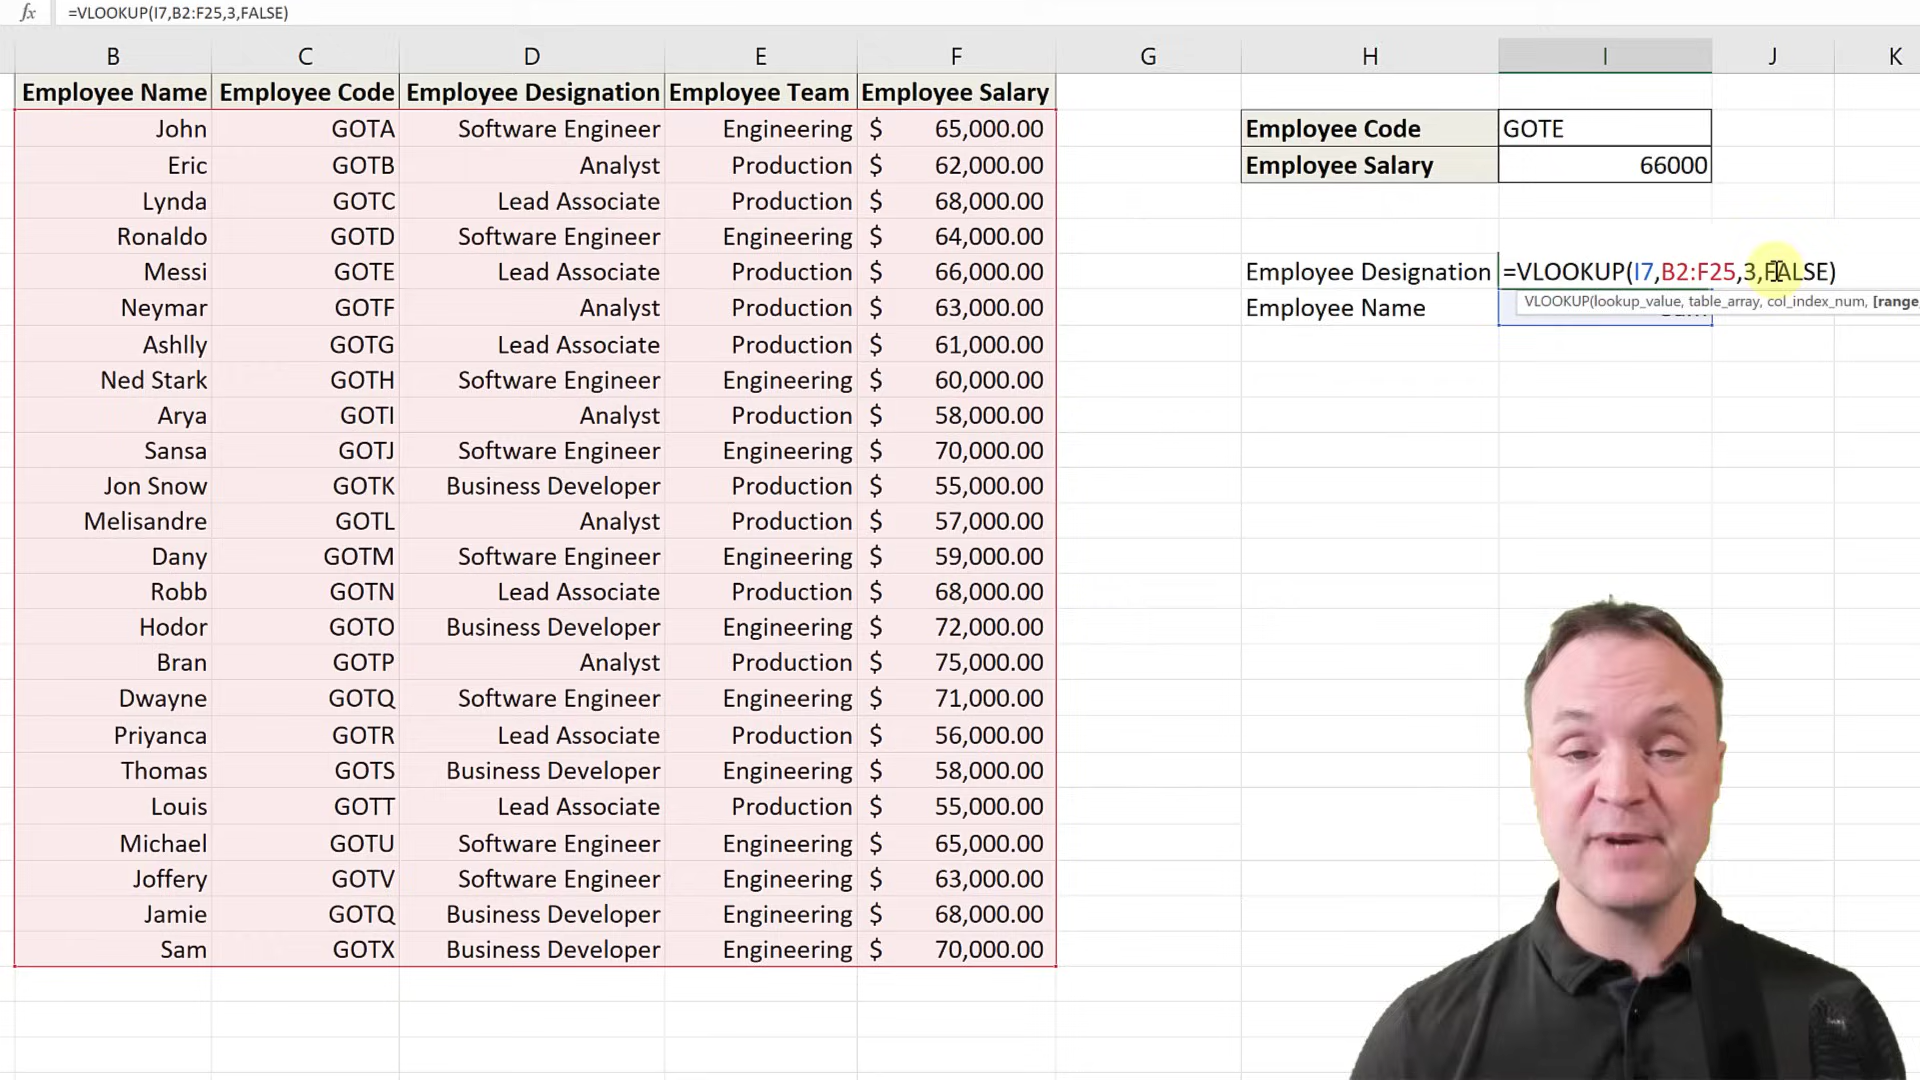 fx =VLOOKUP(I7,B2:F25,3,FALSE)
B C D E F G H I J K
Employee Name Employee Code Employee Designation Employee Team Employee Salary
John GOTA Software Engineer Engineering $ 65,000.00 Employee Code GOTE
Eric GOTB Analyst Production $ 62,000.00 Employee Salary 66000
Lynda GOTC Lead Associate Production $ 68,000.00
Ronaldo GOTD Software Engineer Engineering $ 64,000.00
Messi GOTE Lead Associate Production $ 66,000.00 Employee Designation =VLOOKUP(I7,B2:F25,3,FALSE)
VLOOKUP(lookup_value, table_array, col_index_num, [range
Neymar GOTF Analyst Production $ 63,000.00 Employee Name
Ashlly GOTG Lead Associate Production $ 61,000.00
Ned Stark GOTH Software Engineer Engineering $ 60,000.00
Arya GOTI Analyst Production $ 58,000.00
Sansa GOTJ Software Engineer Engineering $ 70,000.00
Jon Snow GOTK Business Developer Production $ 55,000.00
Melisandre GOTL Analyst Production $ 57,000.00
Dany GOTM Software Engineer Engineering $ 59,000.00
Robb GOTN Lead Associate Production $ 68,000.00
Hodor GOTO Business Developer Engineering $ 72,000.00
Bran GOTP Analyst Production $ 75,000.00
Dwayne GOTQ Software Engineer Engineering $ 71,000.00
Priyanca GOTR Lead Associate Production $ 56,000.00
Thomas GOTS Business Developer Engineering $ 58,000.00
Louis GOTT Lead Associate Production $ 55,000.00
Michael GOTU Software Engineer Engineering $ 65,000.00
Joffery GOTV Software Engineer Engineering $ 63,000.00
Jamie GOTQ Business Developer Engineering $ 68,000.00
Sam GOTX Business Developer Engineering $ 70,000.00